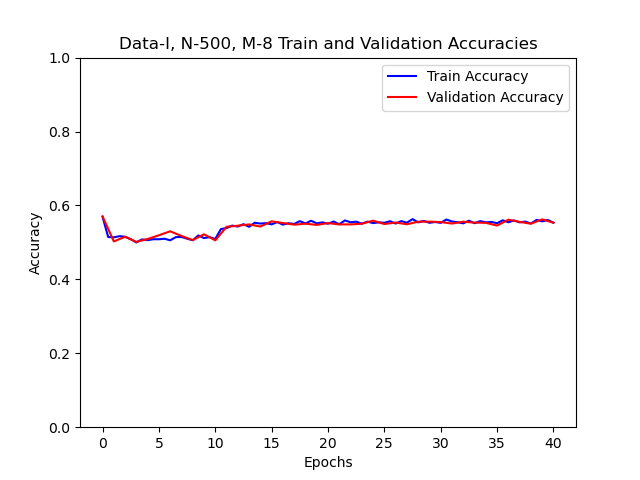 Data-I, N-500, M-8 Train and Validation Accuracies
Train Accuracy
Validation Accuracy
Accuracy
1.0
0.8
0.6
0.4
0.2
0.0
0 5 10 15 20 25 30 35 40
Epochs